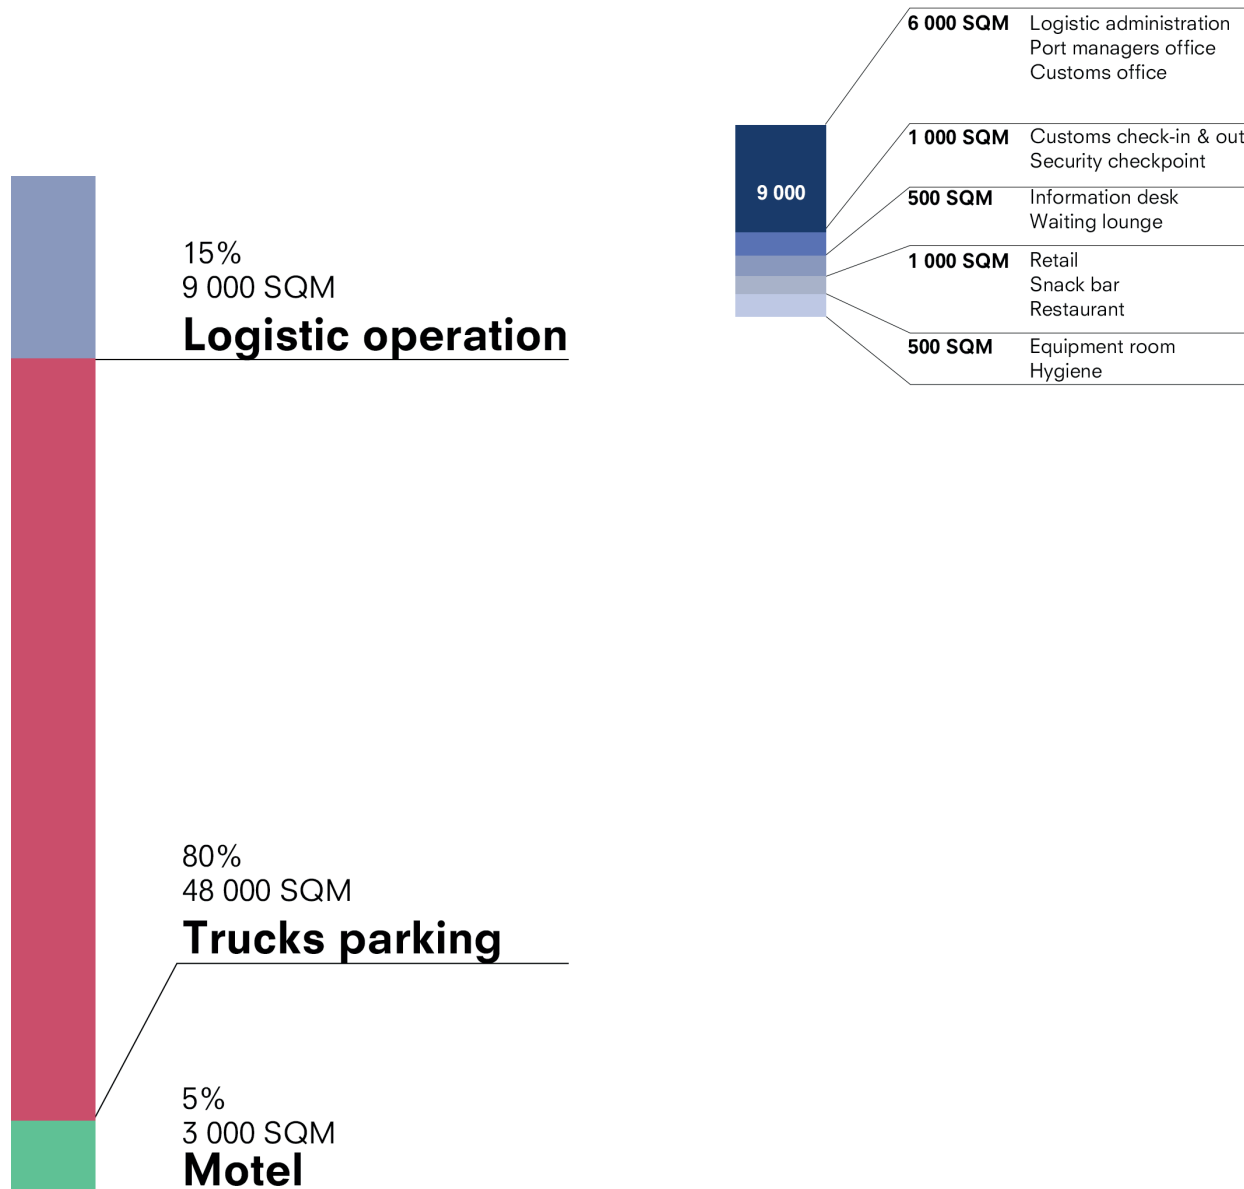 15%
9 000 SQM
Logistic operation
80%
48 000 SQM
Trucks parking
5%
3 000 SQM
Motel
9 000
6 000 SQM Logistic administration
Port managers office
Customs office
1 000 SQM Customs check-in & out
Security checkpoint
500 SQM Information desk
Waiting lounge
1 000 SQM Retail
Snack bar
Restaurant
500 SQM Equipment room
Hygiene